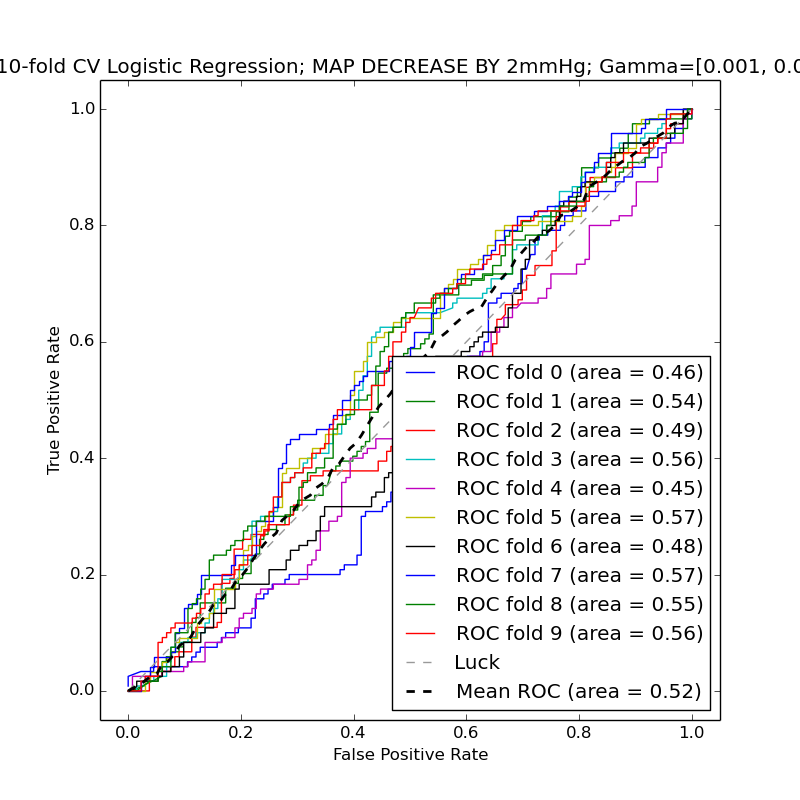 10-fold CV Logistic Regression; MAP DECREASE BY 2mmHg; Gamma=[0.001, 0.0
True Positive Rate
1.0
0.8
0.6
0.4
0.2
0.0
ROC fold 0 (area = 0.46)
ROC fold 1 (area = 0.54)
ROC fold 2 (area = 0.49)
ROC fold 3 (area = 0.56)
ROC fold 4 (area = 0.45)
ROC fold 5 (area = 0.57)
ROC fold 6 (area = 0.48)
ROC fold 7 (area = 0.57)
ROC fold 8 (area = 0.55)
ROC fold 9 (area = 0.56)
Luck
Mean ROC (area = 0.52)
0.0 0.2 0.4 0.6 0.8 1.0
False Positive Rate